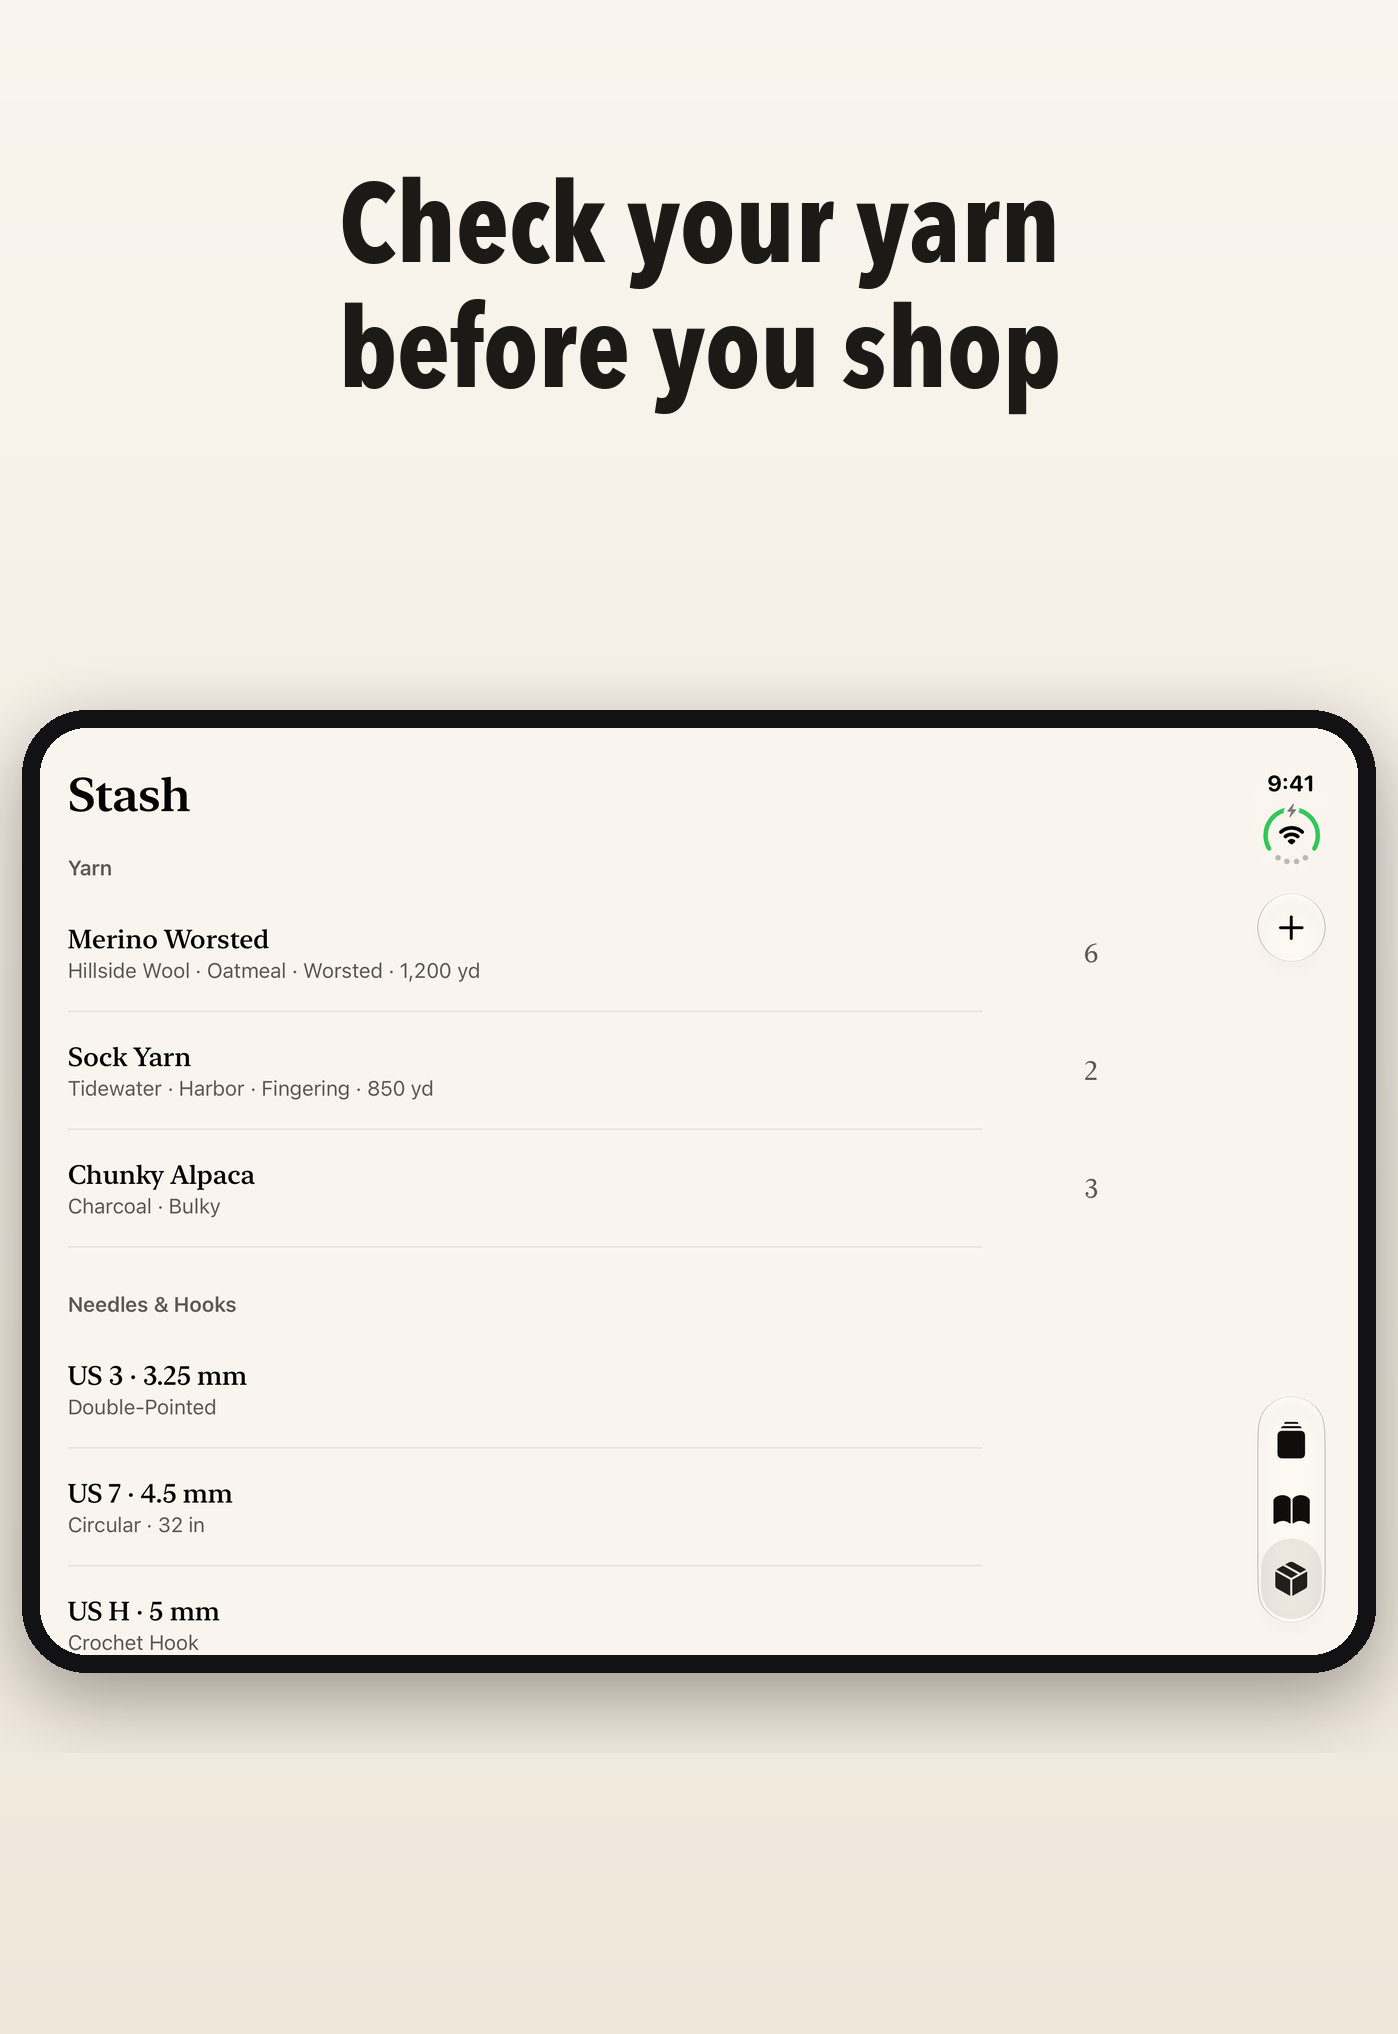 Check your yarn
before you shop
Stash
9:41
Yarn
Merino Worsted
Hillside Wool · Oatmeal · Worsted · 1,200 yd
6
Sock Yarn
Tidewater · Harbor · Fingering · 850 yd
2
Chunky Alpaca
Charcoal · Bulky
3
Needles & Hooks
US 3 · 3.25 mm
Double-Pointed
US 7 · 4.5 mm
Circular · 32 in
US H · 5 mm
Crochet Hook